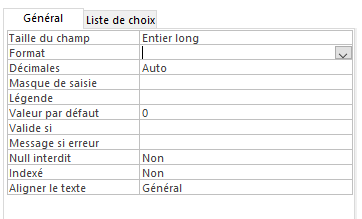 Général Liste de choix
Taille du champ Entier long
Format
Décimales Auto
Masque de saisie
Légende
Valeur par défaut 0
Valide si
Message si erreur
Null interdit Non
Indexé Non
Aligner le texte Général